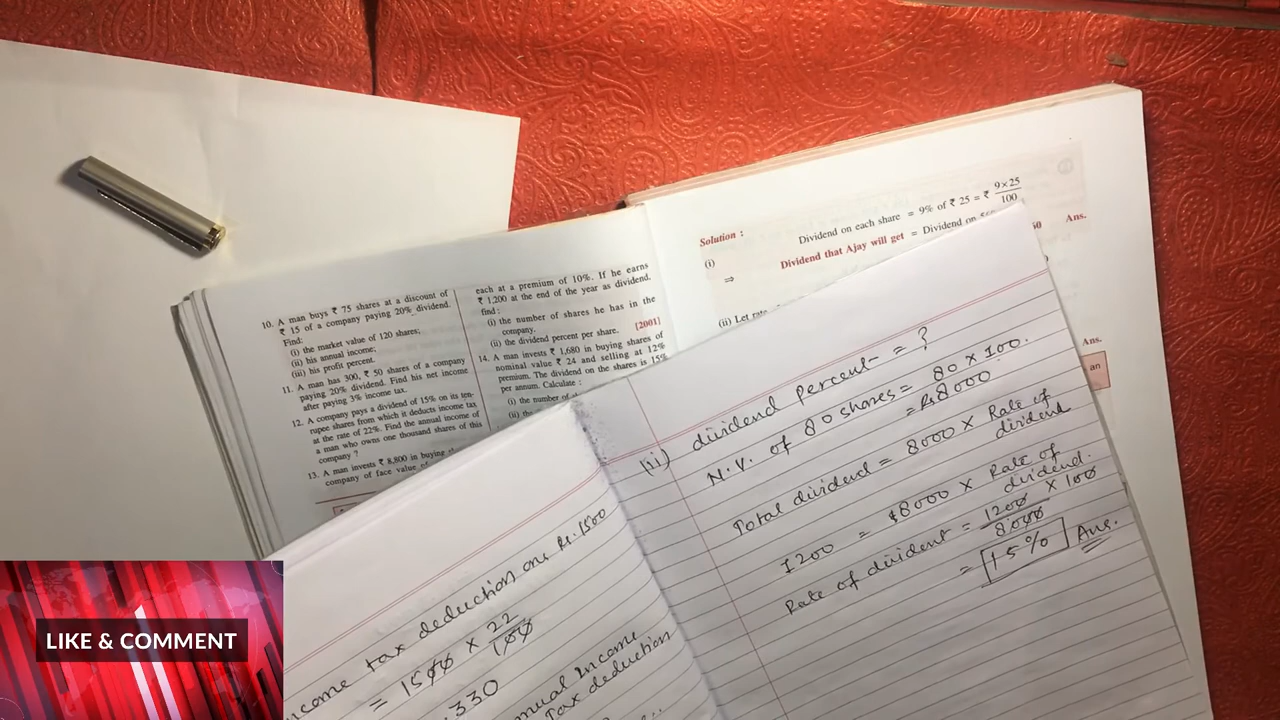 10. A man buys ₹ 75 shares at a discount of
₹ 15 of a company paying 20% dividend.
Find:
(i) the market value of 120 shares;
(ii) his annual income;
(iii) his profit percent.
11. A man has 300, ₹ 50 shares of a company
paying 20% dividend. Find his net income
after paying 3% income tax.
12. A company pays a dividend of 15% on its ten-
rupee shares from which it deducts income tax
at the rate of 22%. Find the annual income of
a man who owns one thousand shares of this
company ?
13. A man invests ₹ 8,800 in buying
company of face value of
each at a premium of 10%. If he earns
₹ 1,200 at the end of the year as dividend,
find :
(i) the number of shares he has in the
company.
(ii) the dividend percent per share. [2001]
14. A man invests ₹ 1,680 in buying shares of
nominal value ₹ 24 and selling at 12%
premium. The dividend on the shares is 15%
per annum. Calculate :
(i) the number of
(ii) the
Solution :
(i) Dividend on each share = 9% of ₹ 25 = ₹ 9×25/100
⇒ Dividend that Ajay will get = Dividend on
Ans.
(ii) Let rate
Ans.
an
income tax deduction on Rs. 1500
= 1500 × 22/100
330
Annual Income
Tax deduction
(ii) dividend percent = ?
N.V. of 80 shares = 80 × 100.
= Rs 8000
Total dividend = 8000 × Rate of
dividend
1200 = 8000 × Rate of
dividend.
Rate of divident = 1200/8000 × 100
= 15% Ans.
LIKE & COMMENT